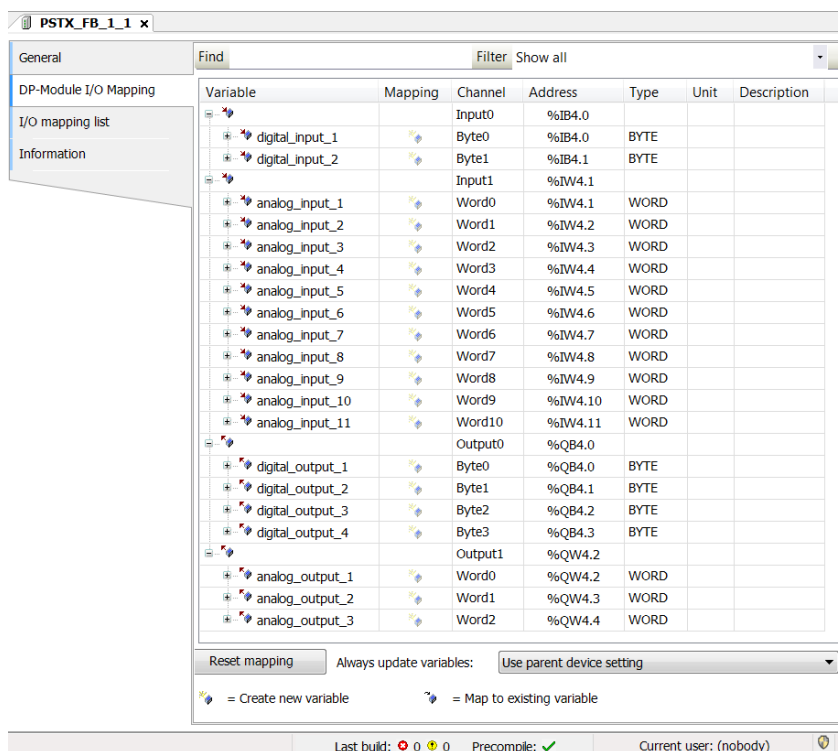 PSTX_FB_1_1 x
General
DP-Module I/O Mapping
I/O mapping list
Information
Find Filter Show all
Variable Mapping Channel Address Type Unit Description
Input0 %IB4.0
digital_input_1 Byte0 %IB4.0 BYTE
digital_input_2 Byte1 %IB4.1 BYTE
Input1 %IW4.1
analog_input_1 Word0 %IW4.1 WORD
analog_input_2 Word1 %IW4.2 WORD
analog_input_3 Word2 %IW4.3 WORD
analog_input_4 Word3 %IW4.4 WORD
analog_input_5 Word4 %IW4.5 WORD
analog_input_6 Word5 %IW4.6 WORD
analog_input_7 Word6 %IW4.7 WORD
analog_input_8 Word7 %IW4.8 WORD
analog_input_9 Word8 %IW4.9 WORD
analog_input_10 Word9 %IW4.10 WORD
analog_input_11 Word10 %IW4.11 WORD
Output0 %QB4.0
digital_output_1 Byte0 %QB4.0 BYTE
digital_output_2 Byte1 %QB4.1 BYTE
digital_output_3 Byte2 %QB4.2 BYTE
digital_output_4 Byte3 %QB4.3 BYTE
Output1 %QW4.2
analog_output_1 Word0 %QW4.2 WORD
analog_output_2 Word1 %QW4.3 WORD
analog_output_3 Word2 %QW4.4 WORD
Reset mapping Always update variables: Use parent device setting
= Create new variable = Map to existing variable
Last build: 0 0 Precompile: Current user: (nobody)